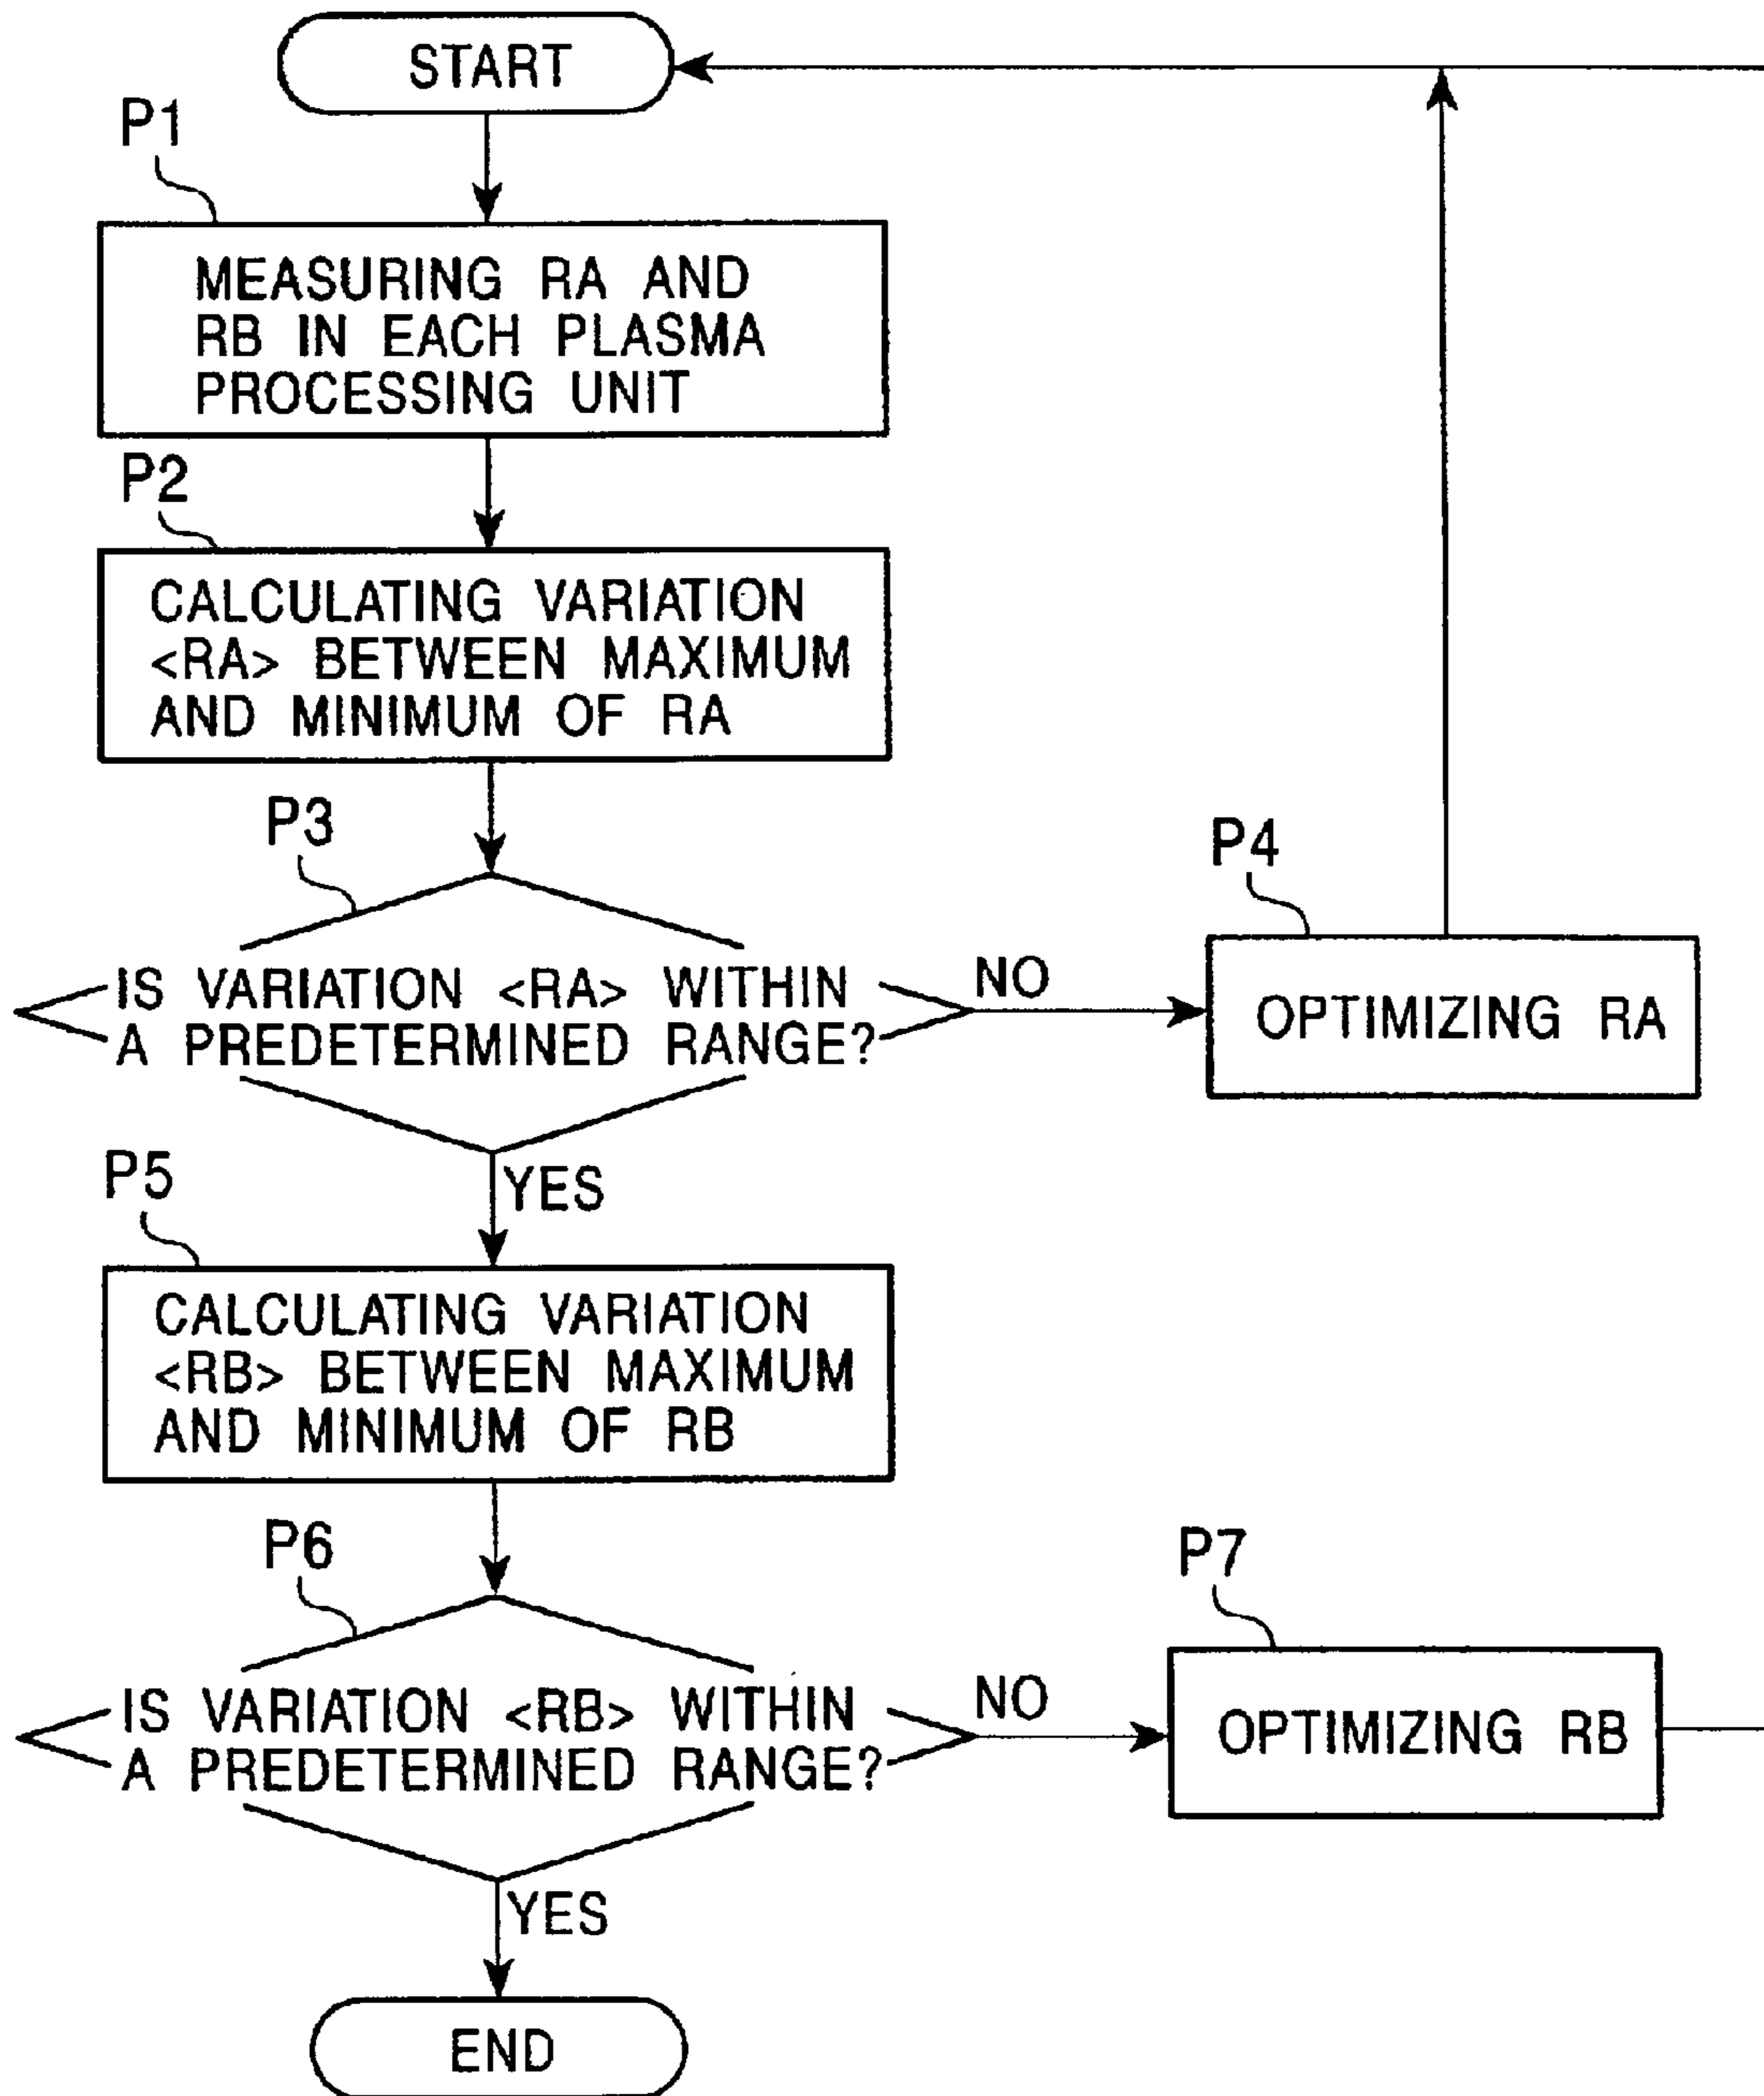 START
P1
MEASURING RA AND
RB IN EACH PLASMA
PROCESSING UNIT
P2
CALCULATING VARIATION
<RA> BETWEEN MAXIMUM
AND MINIMUM OF RA
P3
IS VARIATION <RA> WITHIN
A PREDETERMINED RANGE?
NO
P4
OPTIMIZING RA
YES
P5
CALCULATING VARIATION
<RB> BETWEEN MAXIMUM
AND MINIMUM OF RB
P6
IS VARIATION <RB> WITHIN
A PREDETERMINED RANGE?
NO
P7
OPTIMIZING RB
YES
END